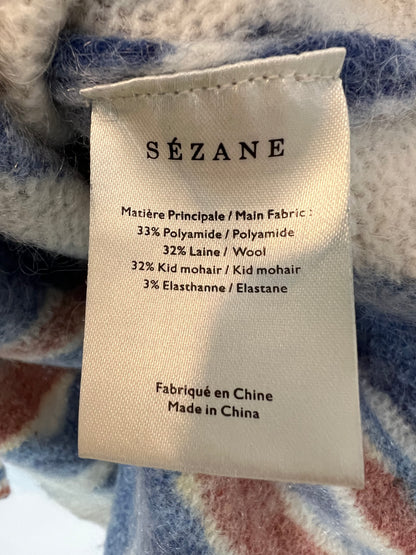 SÉZANE
Matière Principale / Main Fabric :
33% Polyamide / Polyamide
32% Laine / Wool
32% Kid mohair / Kid mohair
3% Elasthanne / Elastane
Fabriqué en Chine
Made in China